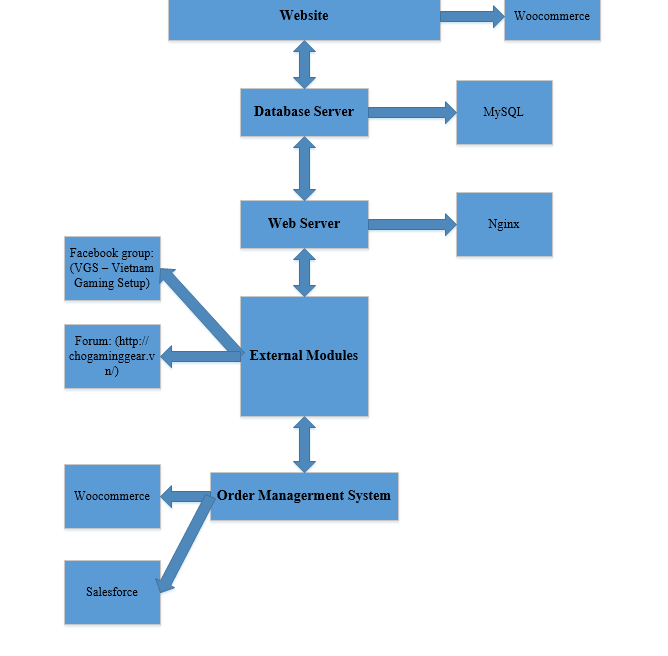 Website
Woocommerce
Database Server
MySQL
Web Server
Nginx
Facebook group:
(VGS – Vietnam
Gaming Setup)
Forum: (http://
chogaminggear.v
n/)
External Modules
Woocommerce
Order Managerment System
Salesforce